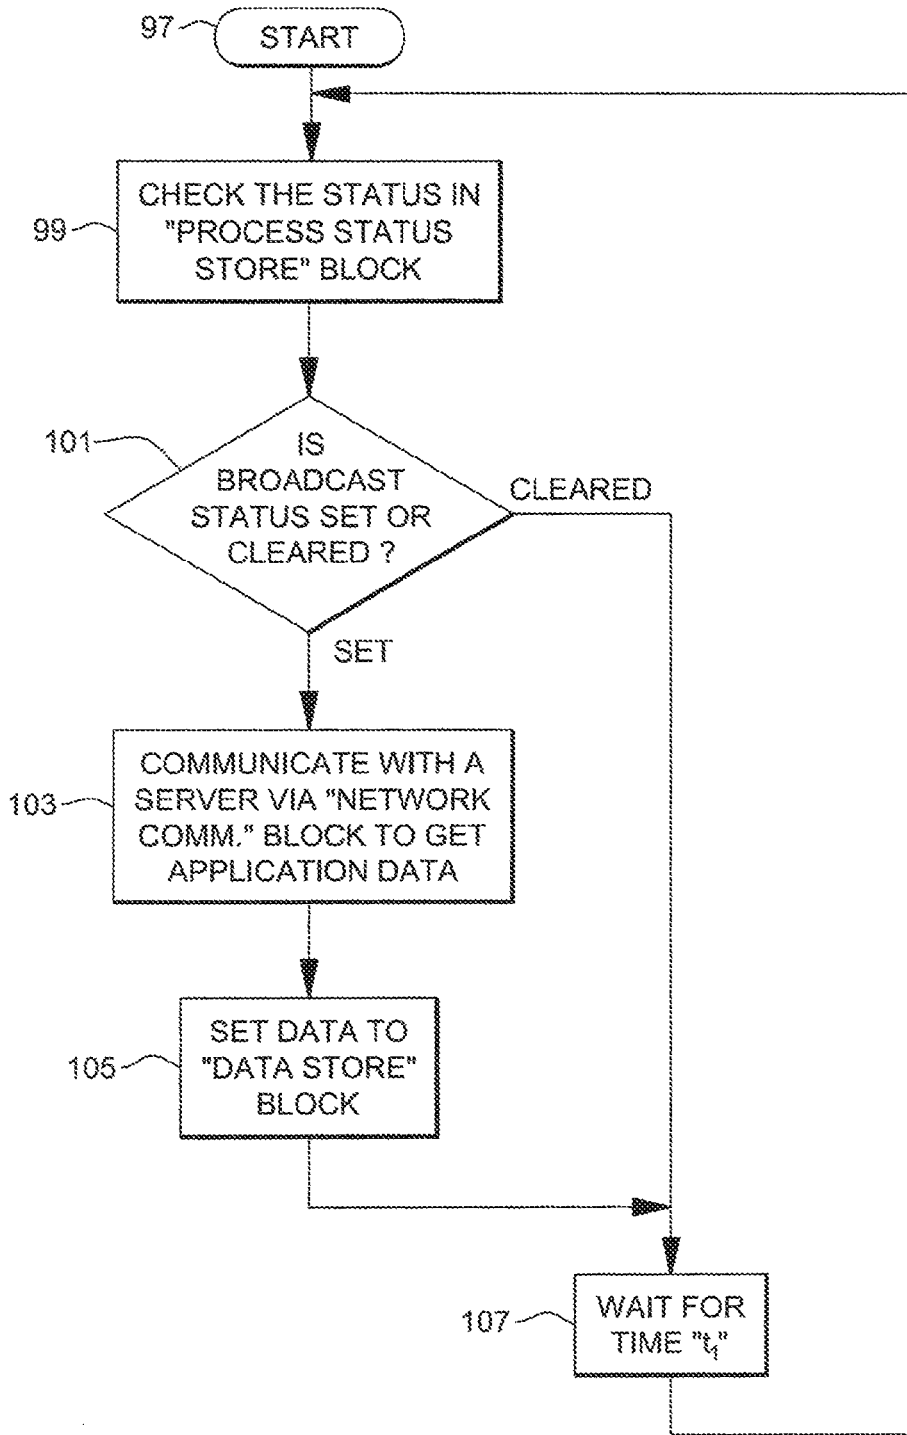 97
START
CHECK THE STATUS IN
99
"PROCESS STATUS
STORE" BLOCK
101
IS
BROADCAST
STATUS SET OR
CLEARED ?
CLEARED
SET
COMMUNICATE WITH A
103
SERVER VIA "NETWORK
COMM." BLOCK TO GET
APPLICATION DATA
SET DATA TO
105
"DATA STORE"
BLOCK
107
WAIT FOR
TIME "t₁"